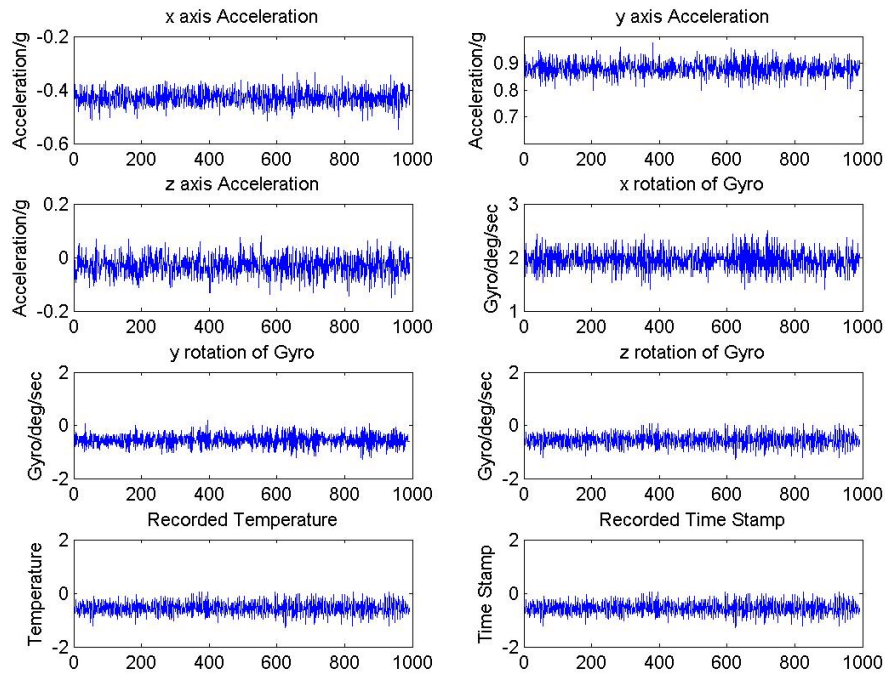 x axis Acceleration
Acceleration/g
-0.2
-0.4
-0.6
0 200 400 600 800 1000
y axis Acceleration
Acceleration/g
0.9
0.8
0.7
0 200 400 600 800 1000
z axis Acceleration
Acceleration/g
0.2
0
-0.2
0 200 400 600 800 1000
x rotation of Gyro
Gyro/deg/sec
3
2
1
0 200 400 600 800 1000
y rotation of Gyro
Gyro/deg/sec
2
0
-2
0 200 400 600 800 1000
z rotation of Gyro
Gyro/deg/sec
2
0
-2
0 200 400 600 800 1000
Recorded Temperature
Temperature
2
0
-2
0 200 400 600 800 1000
Recorded Time Stamp
Time Stamp
2
0
-2
0 200 400 600 800 1000